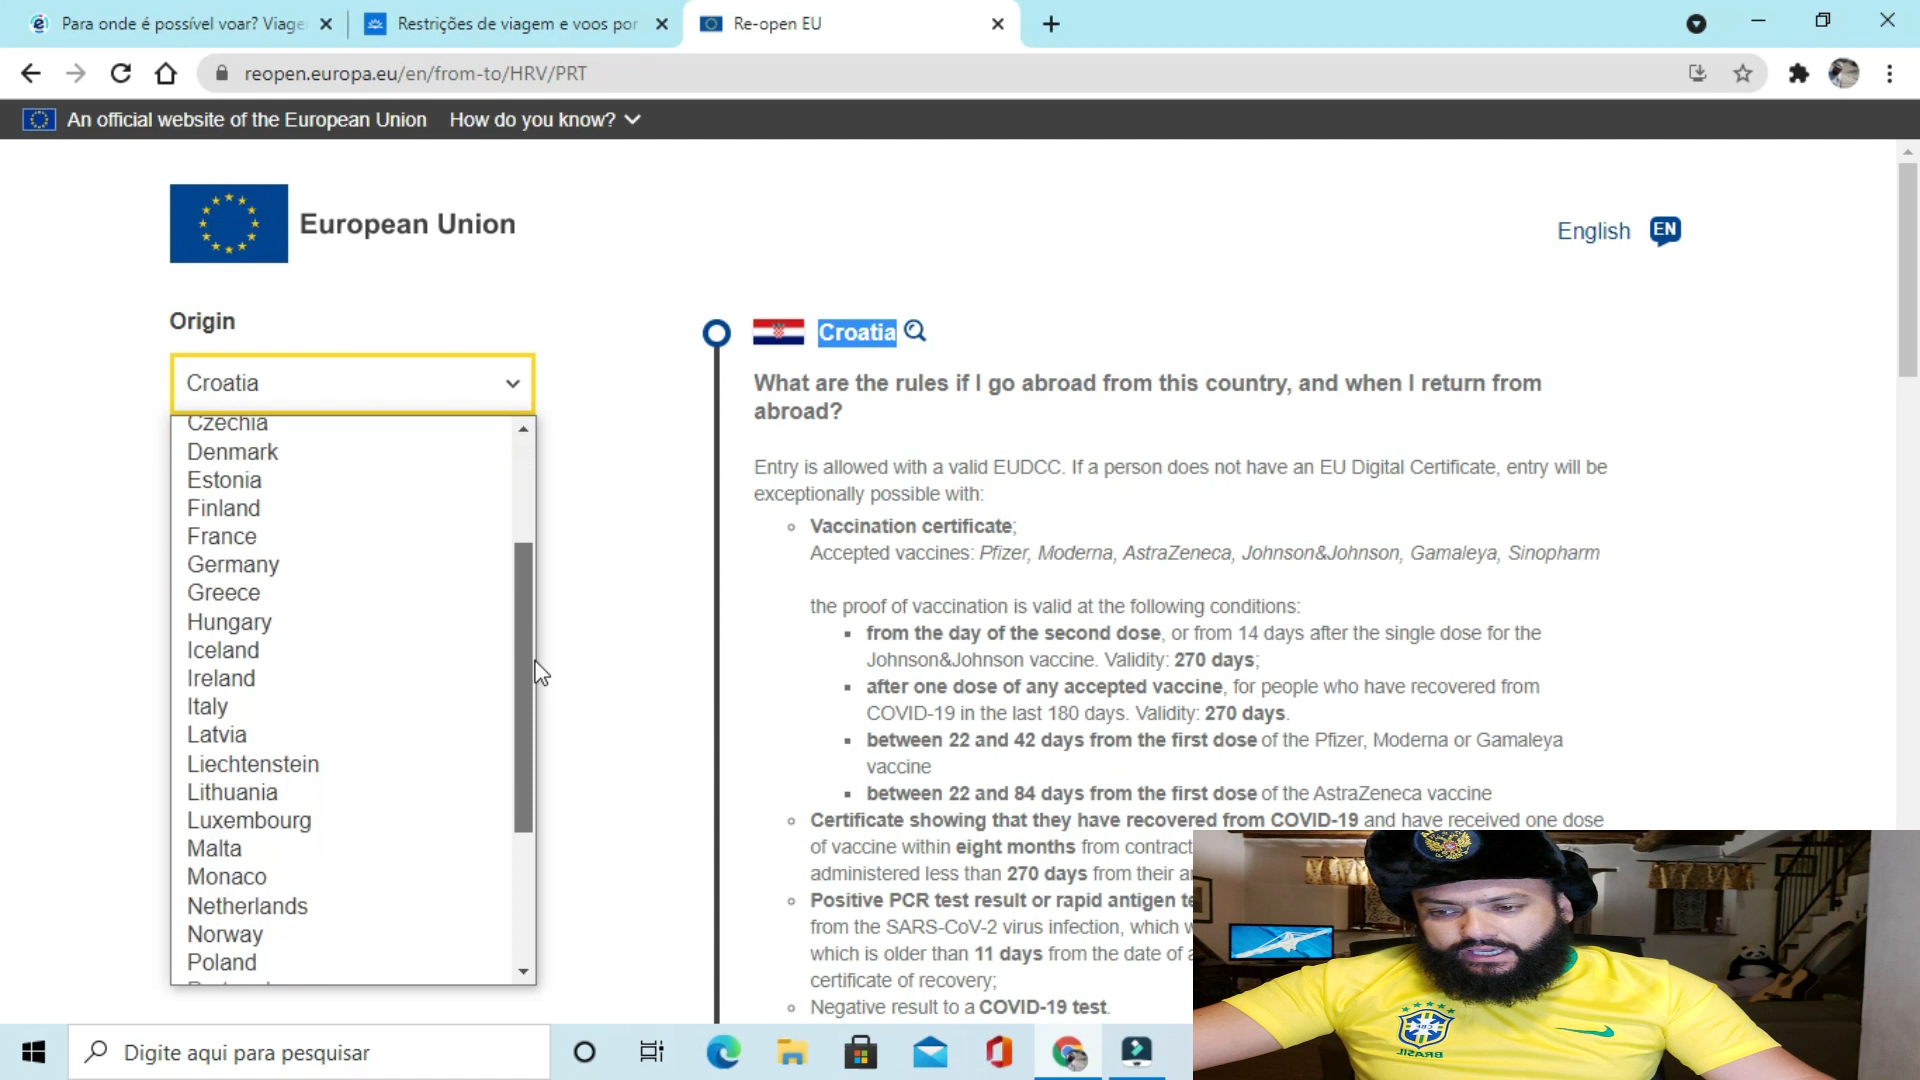 Para onde é possível voar? Viage
Restrições de viagem e voos por
Re-open EU
reopen.europa.eu/en/from-to/HRV/PRT
An official website of the European Union How do you know?
European Union
English EN
Origin
Croatia
Czechia
Denmark
Estonia
Finland
France
Germany
Greece
Hungary
Iceland
Ireland
Italy
Latvia
Liechtenstein
Lithuania
Luxembourg
Malta
Monaco
Netherlands
Norway
Poland
Croatia
What are the rules if I go abroad from this country, and when I return from
abroad?
Entry is allowed with a valid EUDCC. If a person does not have an EU Digital Certificate, entry will be
exceptionally possible with:
Vaccination certificate;
Accepted vaccines: Pfizer, Moderna, AstraZeneca, Johnson&Johnson, Gamaleya, Sinopharm
the proof of vaccination is valid at the following conditions:
from the day of the second dose, or from 14 days after the single dose for the
Johnson&Johnson vaccine. Validity: 270 days;
after one dose of any accepted vaccine, for people who have recovered from
COVID-19 in the last 180 days. Validity: 270 days.
between 22 and 42 days from the first dose of the Pfizer, Moderna or Gamaleya
vaccine
between 22 and 84 days from the first dose of the AstraZeneca vaccine
Certificate showing that they have recovered from COVID-19 and have received one dose
of vaccine within eight months from contract
administered less than 270 days from their
Positive PCR test result or rapid antigen
from the SARS-CoV-2 virus infection, which
which is older than 11 days from the date of
certificate of recovery;
Negative result to a COVID-19 test.
BRASIL
Digite aqui para pesquisar